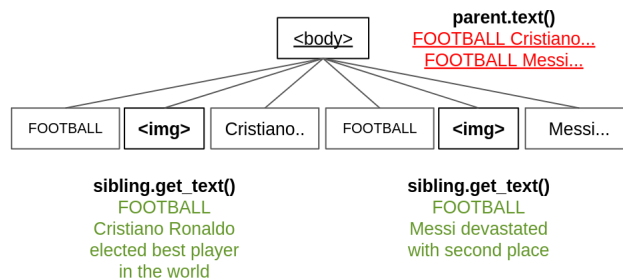 <body>
parent.text()
FOOTBALL Cristiano...
FOOTBALL Messi...
FOOTBALL
<img>
Cristiano..
FOOTBALL
<img>
Messi...
sibling.get_text()
FOOTBALL
Cristiano Ronaldo
elected best player
in the world
sibling.get_text()
FOOTBALL
Messi devastated
with second place